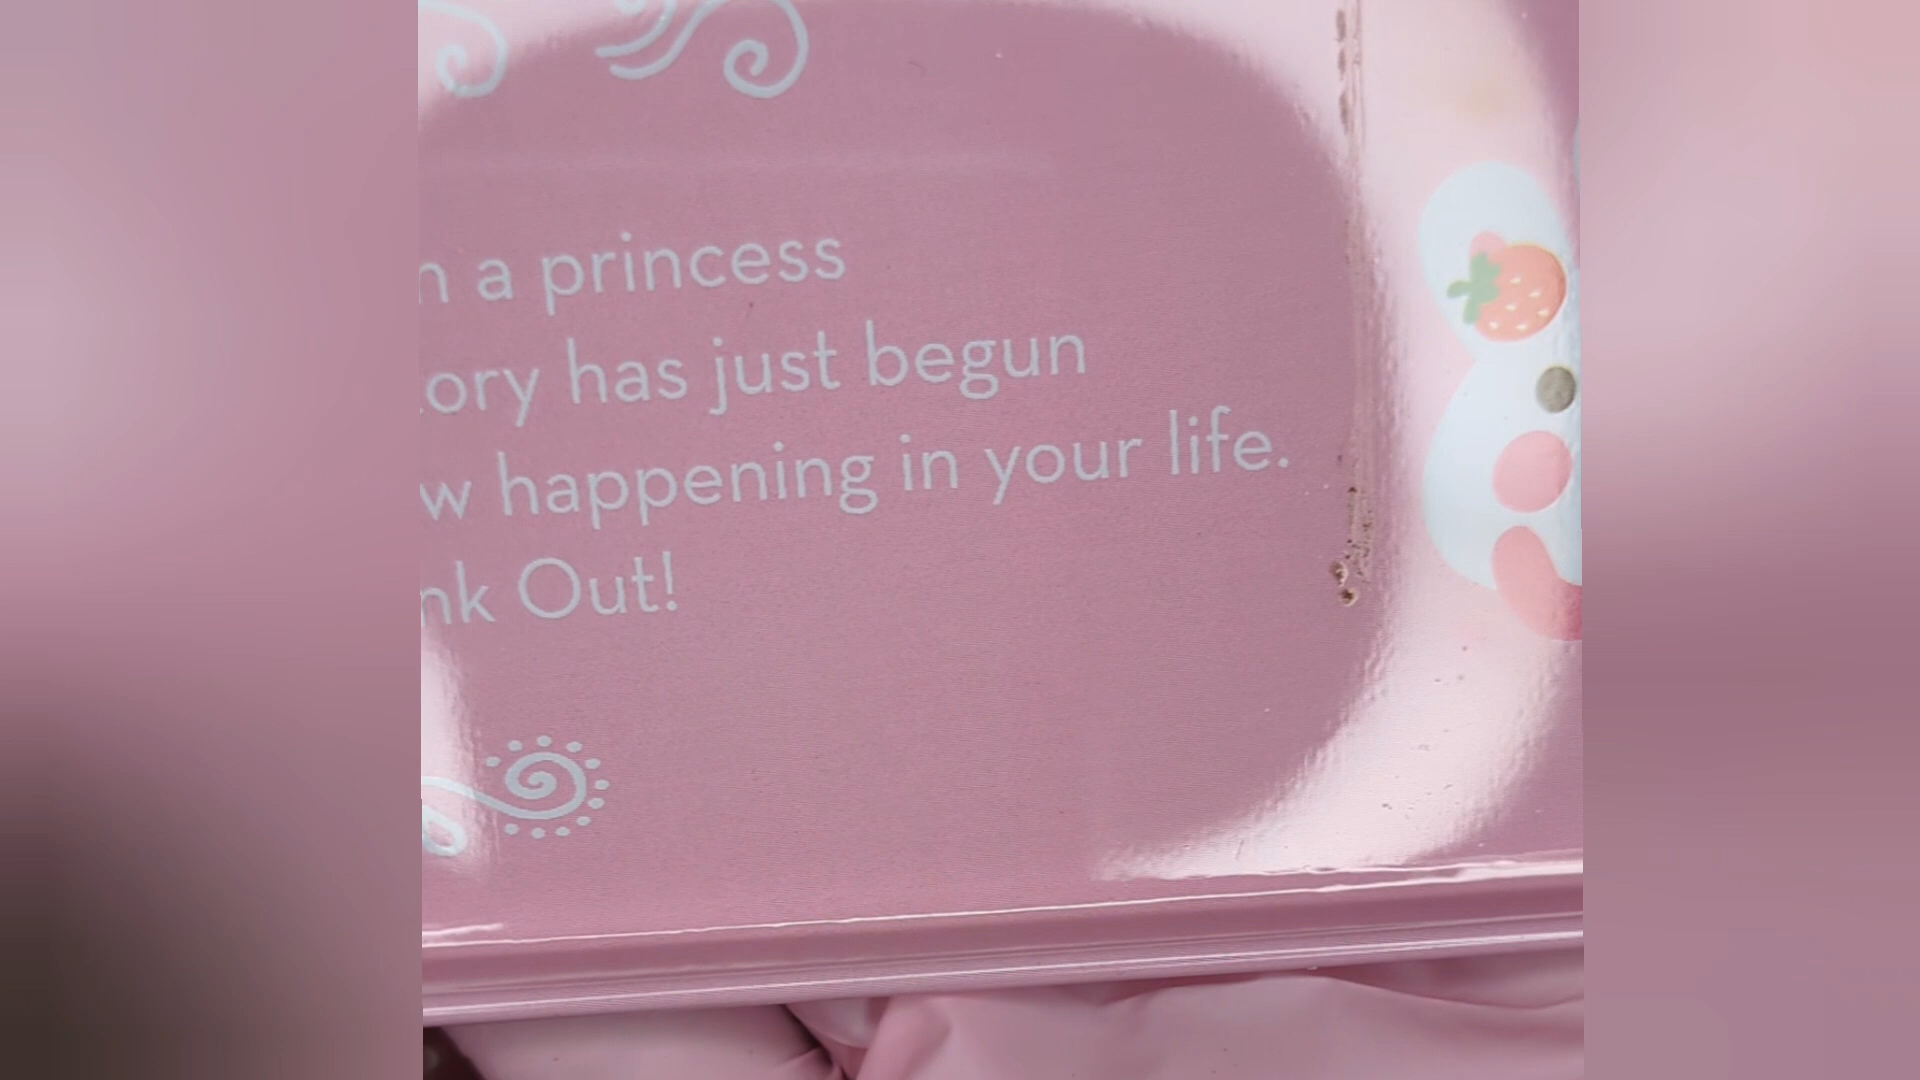 n a princess
ory has just begun
w happening in your life.
nk Out!